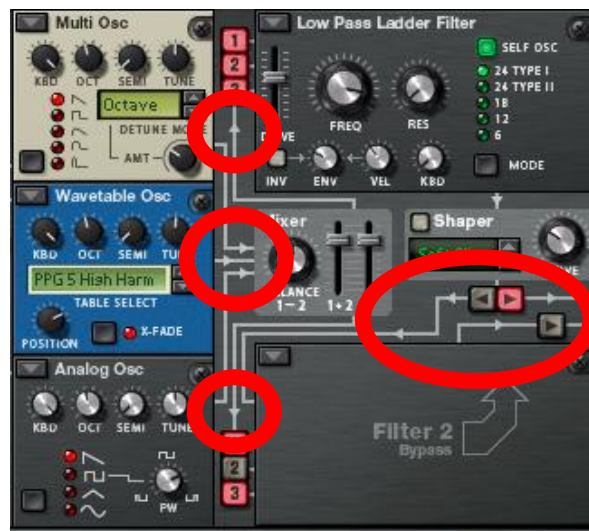 Multi Osc
KBD OCT SEMI TUNE
Octave
DETUNE MODE
AMT
Wavetable Osc
KBD OCT SEMI TUNE
PPG 5 High Harm
TABLE SELECT
X-FADE
POSITION
Analog Osc
KBD OCT SEMI TUNE
PW
1
2
Low Pass Ladder Filter
SELF OSC
24 TYPE I
24 TYPE II
18
12
6
FREQ RES
INV ENV VEL KBD
MODE
Shaper
1-2 1+2
Filter 2
Bypass
2
3